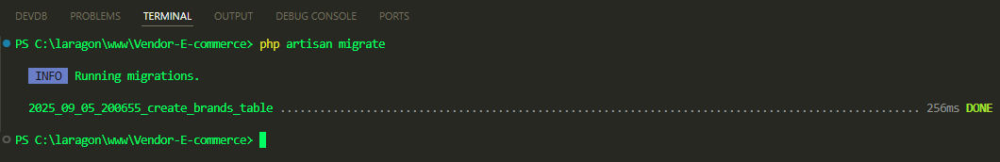 DEVDB PROBLEMS TERMINAL OUTPUT DEBUG CONSOLE PORTS
PS C:\laragon\www\Vendor-E-commerce> php artisan migrate
INFO Running migrations.
2025_09_05_200655_create_brands_table ................................................................................................. 256ms DONE
PS C:\laragon\www\Vendor-E-commerce>